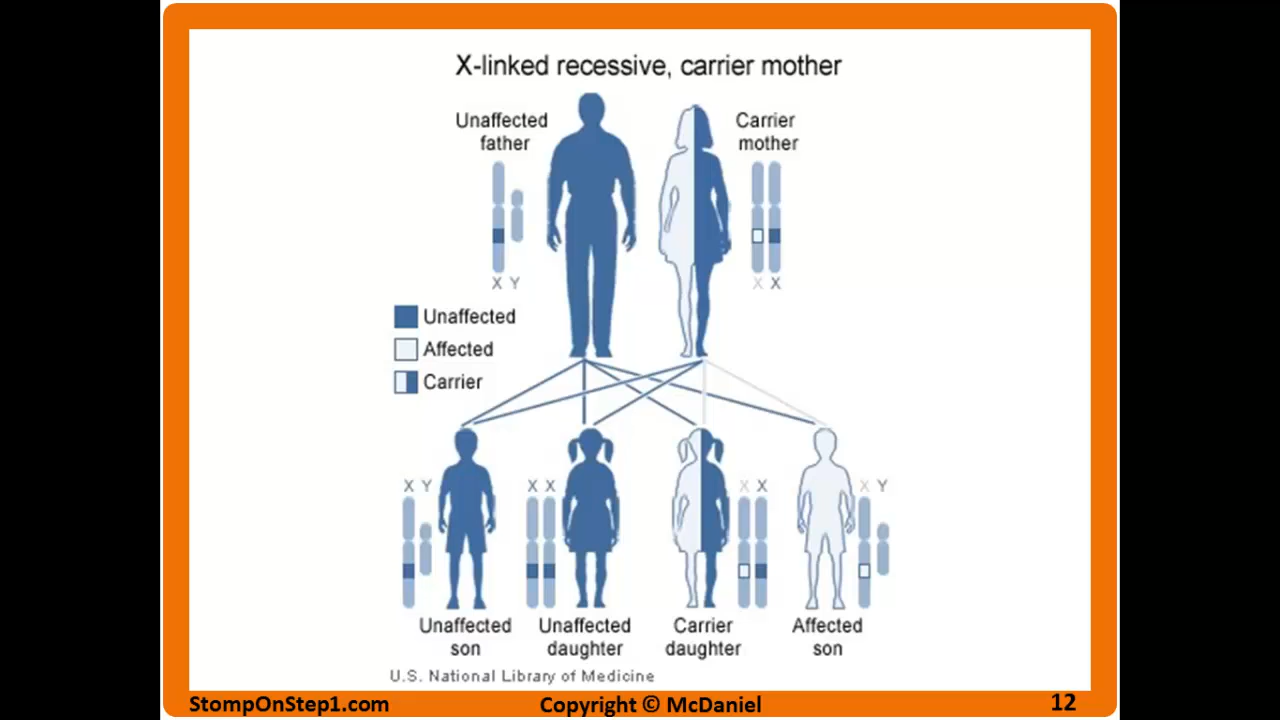 X-linked recessive, carrier mother
Unaffected
father
Carrier
mother
X Y
X X
Unaffected
Affected
Carrier
X Y
X X
X X
X Y
Unaffected
son
Unaffected
daughter
Carrier
daughter
Affected
son
U.S. National Library of Medicine
StompOnStep1.com
Copyright © McDaniel
12